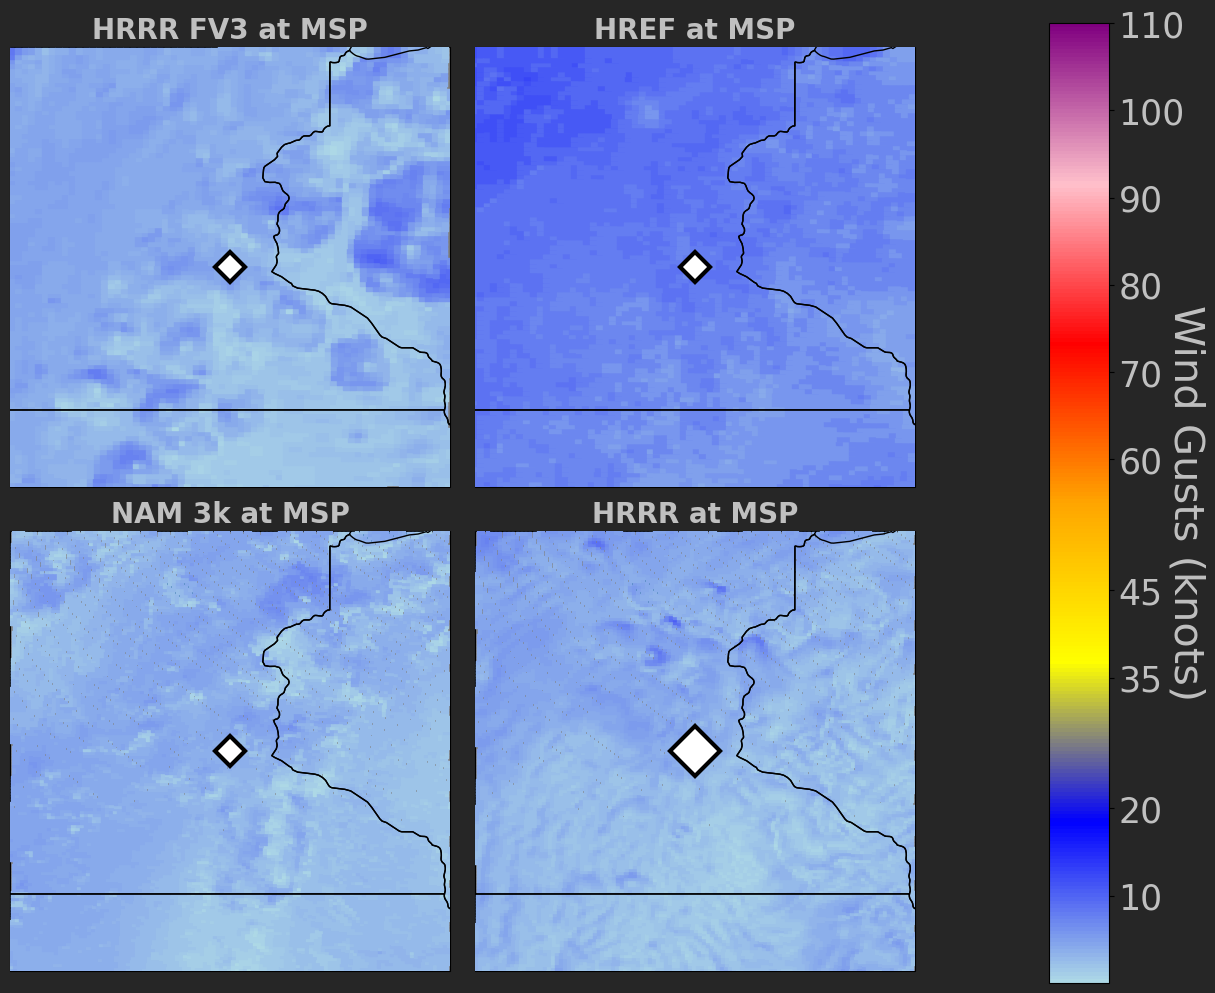 HRRR FV3 at MSP
HREF at MSP
NAM 3k at MSP
HRRR at MSP
110
100
90
80
70
60
45
35
20
10
Wind Gusts (knots)